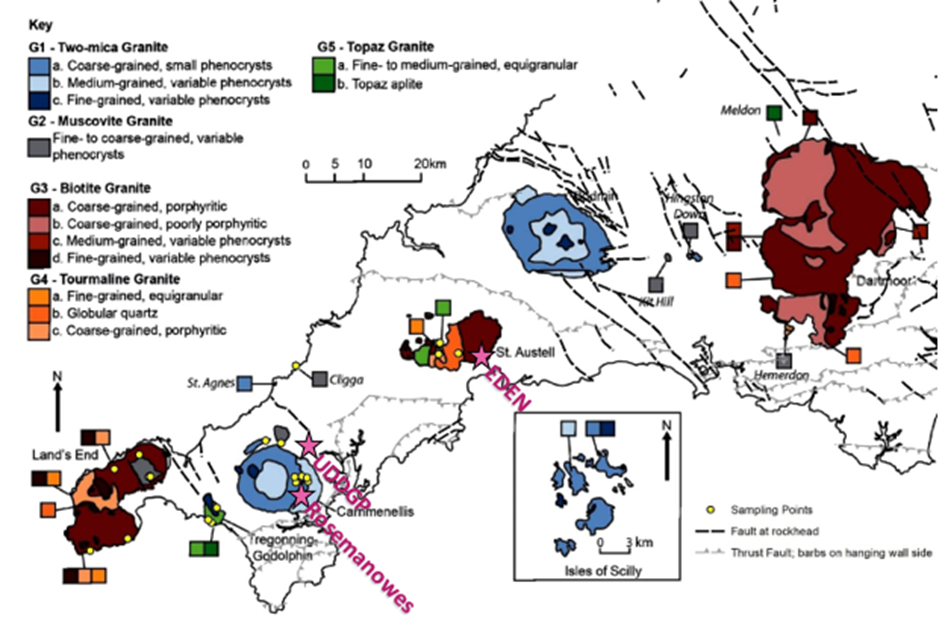 Key
G1 - Two-mica Granite
a. Coarse-grained, small phenocrysts
b. Medium-grained, variable phenocrysts
c. Fine-grained, variable phenocrysts
G2 - Muscovite Granite
Fine- to coarse-grained, variable
phenocrysts
G3 - Biotite Granite
a. Coarse-grained, porphyritic
b. Coarse-grained, poorly porphyritic
c. Medium-grained, variable phenocrysts
d. Fine-grained, variable phenocrysts
G4 - Tourmaline Granite
a. Fine-grained, equigranular
b. Globular quartz
c. Coarse-grained, porphyritic
G5 - Topaz Granite
a. Fine- to medium-grained, equigranular
b. Topaz aplite
0 5 10 20km
Meldon
Hingston
Down
Kit Hill
Dartmoor
Hemerdon
St. Austell
EDEN
St. Agnes
Cligga
N
Land's End
UDDGP
Carnmenellis
Rosemanowes
Tregonning-
Godolphin
N
0 3 km
Isles of Scilly
Sampling Points
Fault at rockhead
Thrust Fault; barbs on hanging wall side